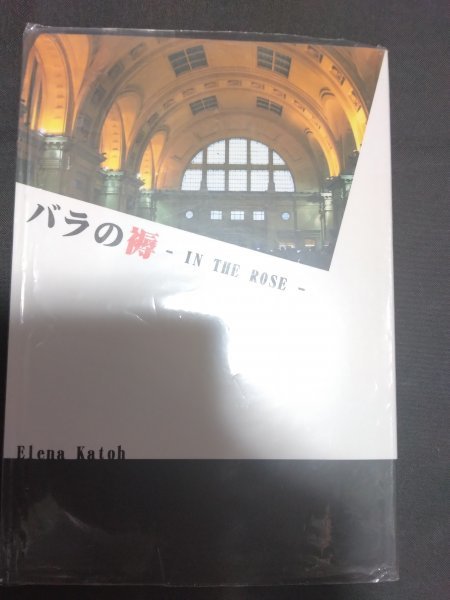 バラの褥 - IN THE ROSE -
Elena Katoh